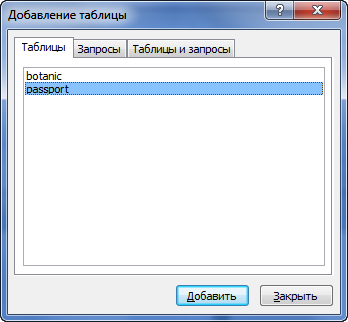 Добавление таблицы
Таблицы Запросы Таблицы и запросы
botanic
passport
Добавить Закрыть